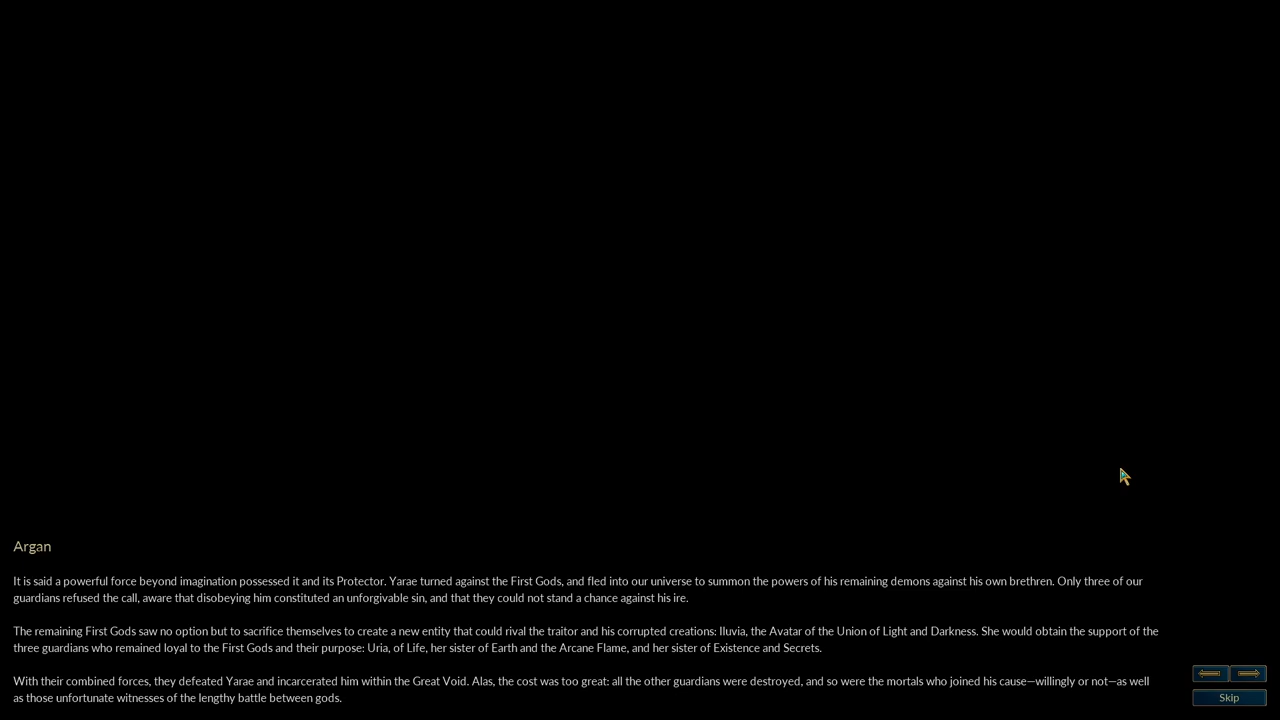 Argan
It is said a powerful force beyond imagination possessed it and its Protector. Yarae turned against the First Gods, and fled into our universe to summon the powers of his remaining demons against his own brethren. Only three of our
guardians refused the call, aware that disobeying him constituted an unforgivable sin, and that they could not stand a chance against his ire.
The remaining First Gods saw no option but to sacrifice themselves to create a new entity that could rival the traitor and his corrupted creations: Iluvia, the Avatar of the Union of Light and Darkness. She would obtain the support of the
three guardians who remained loyal to the First Gods and their purpose: Uria, of Life, her sister of Earth and the Arcane Flame, and her sister of Existence and Secrets.
With their combined forces, they defeated Yarae and incarcerated him within the Great Void. Alas, the cost was too great: all the other guardians were destroyed, and so were the mortals who joined his cause—willingly or not—as well
as those unfortunate witnesses of the lengthy battle between gods.
Skip